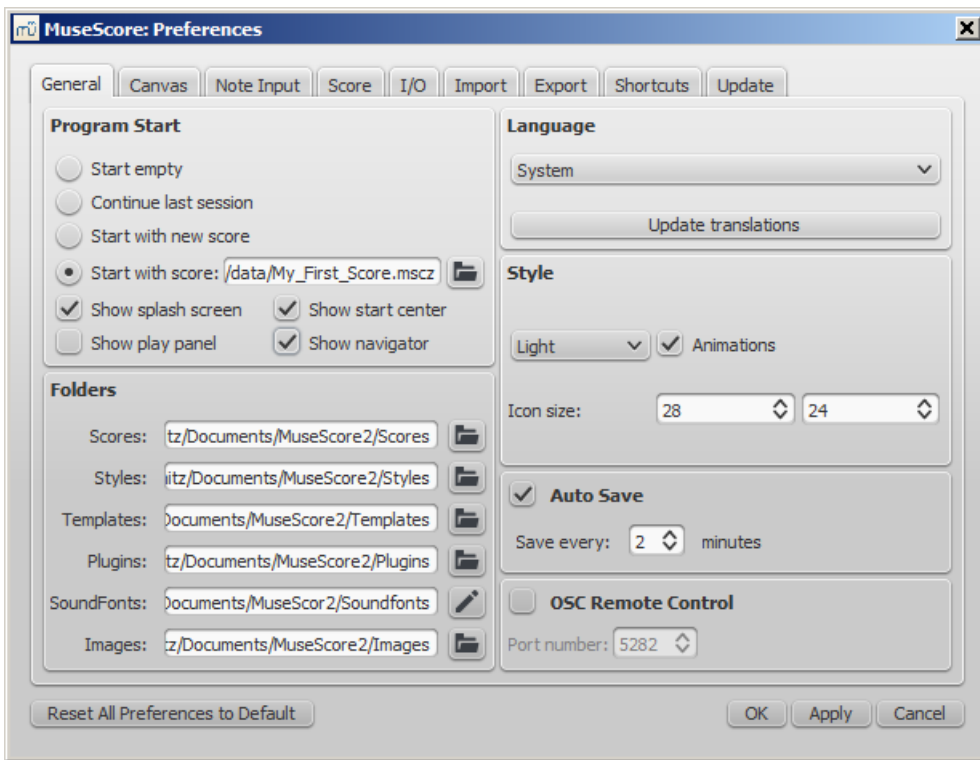 mü MuseScore: Preferences
General Canvas Note Input Score I/O Import Export Shortcuts Update
Program Start
Start empty
Continue last session
Start with new score
Start with score: /data/My_First_Score.mscz
Show splash screen Show start center
Show play panel Show navigator
Folders
Scores: tz/Documents/MuseScore2/Scores
Styles: itz/Documents/MuseScore2/Styles
Templates: Documents/MuseScore2/Templates
Plugins: tz/Documents/MuseScore2/Plugins
SoundFonts: Documents/MuseScor2/Soundfonts
Images: tz/Documents/MuseScore2/Images
Language
System
Update translations
Style
Light Animations
Icon size: 28 24
Auto Save
Save every: 2 minutes
OSC Remote Control
Port number: 5282
Reset All Preferences to Default OK Apply Cancel